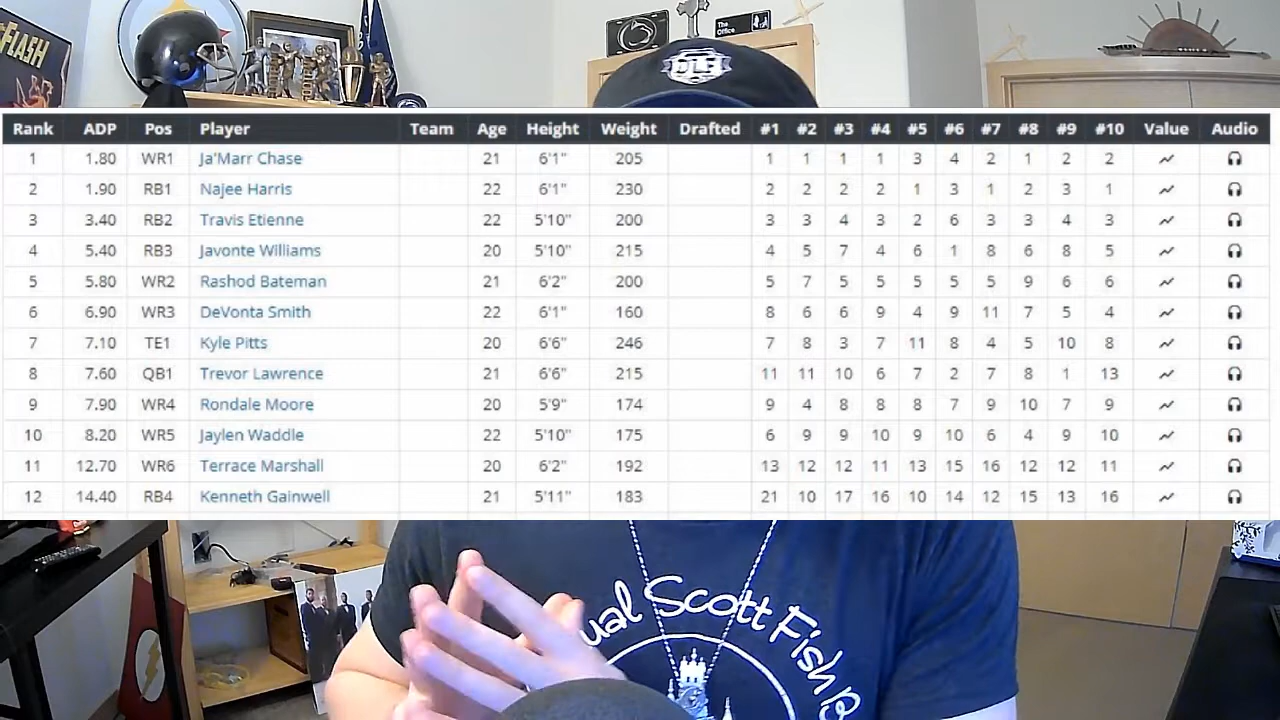 FLASH
The Office
DLF
Rank ADP Pos Player Team Age Height Weight Drafted #1 #2 #3 #4 #5 #6 #7 #8 #9 #10 Value Audio
1 1.80 WR1 Ja'Marr Chase 21 6'1" 205 1 1 1 1 3 4 2 1 2 2
2 1.90 RB1 Najee Harris 22 6'1" 230 2 2 2 2 1 3 1 2 3 1
3 3.40 RB2 Travis Etienne 22 5'10" 200 3 3 4 3 2 6 3 3 4 3
4 5.40 RB3 Javonte Williams 20 5'10" 215 4 5 7 4 6 1 8 6 8 5
5 5.80 WR2 Rashod Bateman 21 6'2" 200 5 7 5 5 5 5 5 9 6 6
6 6.90 WR3 DeVonta Smith 22 6'1" 160 8 6 6 9 4 9 11 7 5 4
7 7.10 TE1 Kyle Pitts 20 6'6" 246 7 8 3 7 11 8 4 5 10 8
8 7.60 QB1 Trevor Lawrence 21 6'6" 215 11 11 10 6 7 2 7 8 1 13
9 7.90 WR4 Rondale Moore 20 5'9" 174 9 4 8 8 8 7 9 10 7 9
10 8.20 WR5 Jaylen Waddle 22 5'10" 175 6 9 9 10 9 10 6 4 9 10
11 12.70 WR6 Terrace Marshall 20 6'2" 192 13 12 12 11 13 15 16 12 12 11
12 14.40 RB4 Kenneth Gainwell 21 5'11" 183 21 10 17 16 10 14 12 15 13 16
ual Scott Fish B